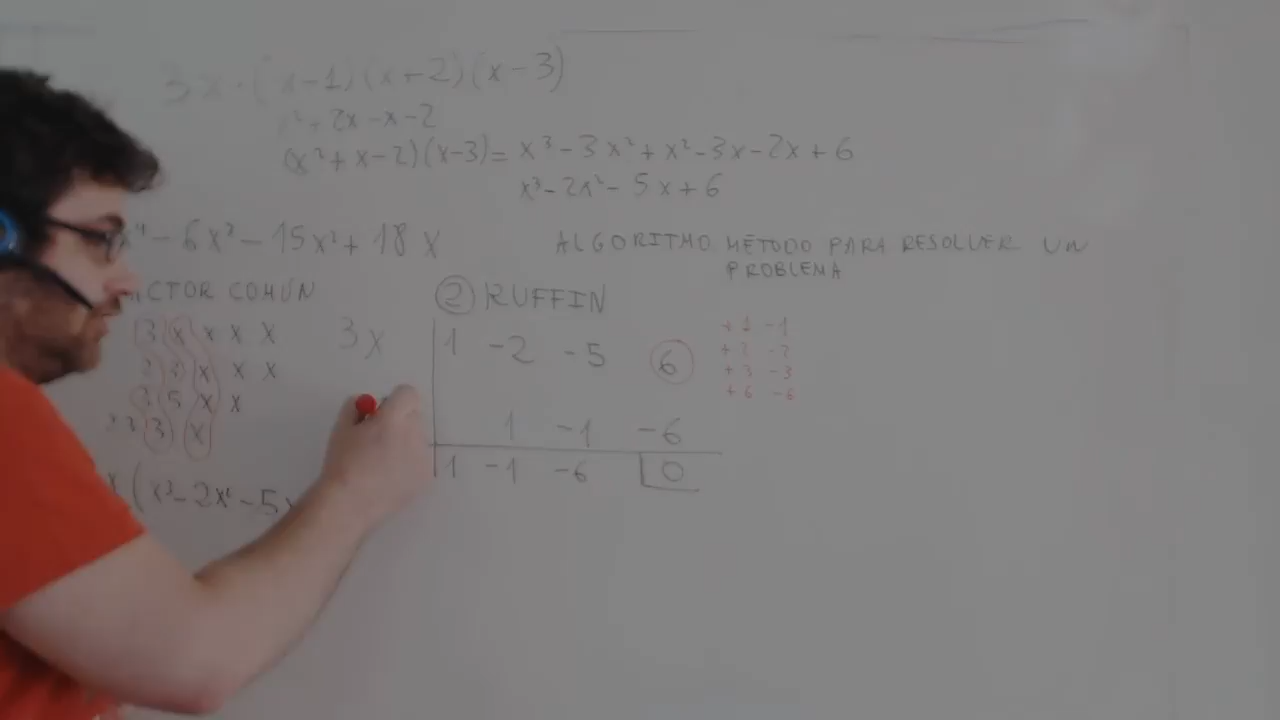 3x · (x-1)(x+2)(x-3)
x²+2x-x-2
(x²+x-2)(x-3)= x³-3x²+x²-3x-2x+6
x³-2x²-5x+6
x⁴-6x³-15x²+18x
ALGORITMO MÉTODO PARA RESOLVER UN
PROBLEMA
COMÚN
② RUFFIN
3 x x x x
2 3 x x x
3 5 x x
2 3 3 x
3x
1 -2 -5 6
1 -1 -6
1 -1 -6 0
+1 -1
+2 -2
+3 -3
+6 -6
x(x³-2x²-5x